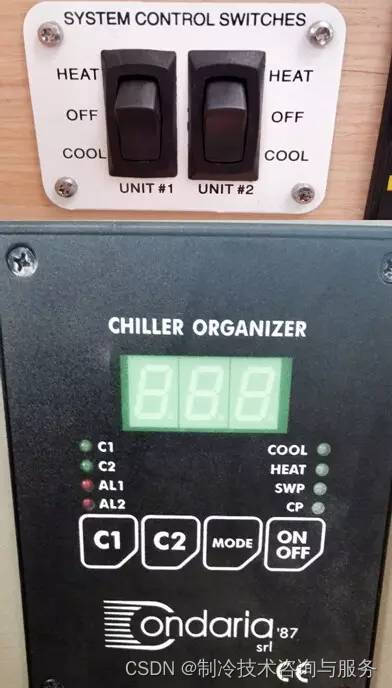 SYSTEM CONTROL SWITCHES
HEAT HEAT
OFF OFF
COOL COOL
UNIT #1 UNIT #2
CHILLER ORGANIZER
888
C1 COOL
C2 HEAT
AL1 SWP
AL2 CP
C1 C2 MODE ON OFF
Condaria '87
srl
CE
CSDN @制冷技术咨询与服务